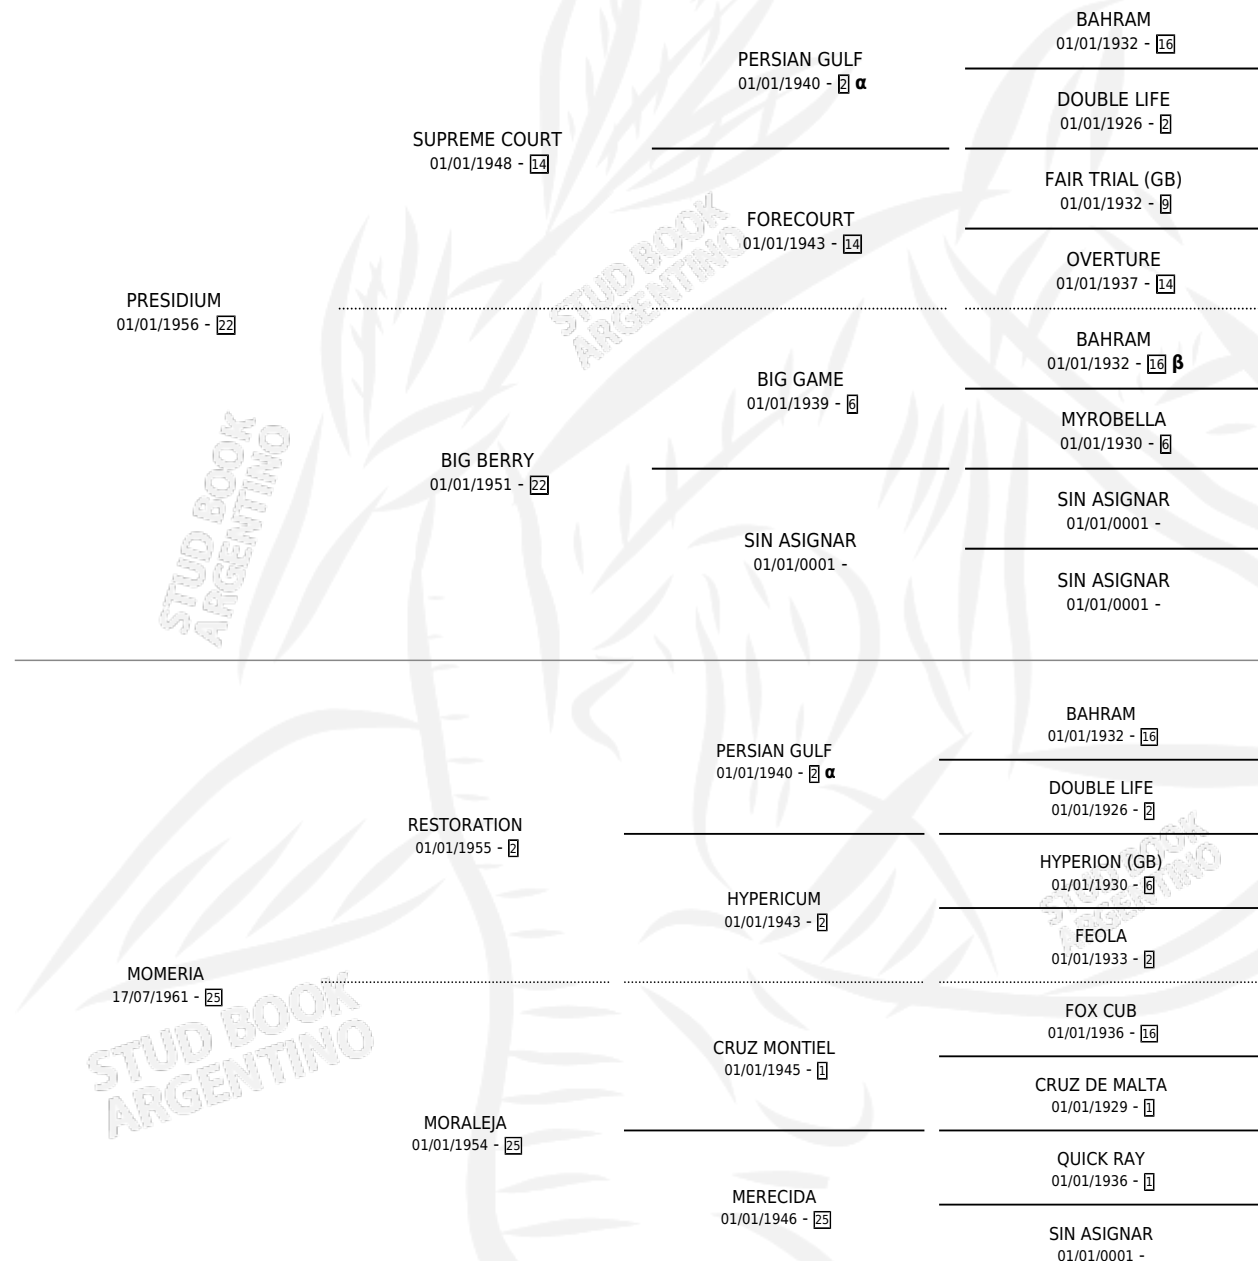 BAHRAM
01/01/1932 - 16
PERSIAN GULF
01/01/1940 - 2 α
DOUBLE LIFE
01/01/1926 - 2
SUPREME COURT
01/01/1948 - 14
FAIR TRIAL (GB)
01/01/1932 - 9
FORECOURT
01/01/1943 - 14
OVERTURE
01/01/1937 - 14
STUD BOOK
ARGENTINO
PRESIDIUM
01/01/1956 - 22
BAHRAM
01/01/1932 - 16 β
BIG GAME
01/01/1939 - 6
MYROBELLA
01/01/1930 - 6
BIG BERRY
01/01/1951 - 22
SIN ASIGNAR
01/01/0001 -
SIN ASIGNAR
01/01/0001 -
SIN ASIGNAR
01/01/0001 -
STUD BOOK
ARGENTINO
BAHRAM
01/01/1932 - 16
PERSIAN GULF
01/01/1940 - 2 α
DOUBLE LIFE
01/01/1926 - 2
RESTORATION
01/01/1955 - 2
HYPERION (GB)
01/01/1930 - 6
STUD BOOK
ARGENTINO
HYPERICUM
01/01/1943 - 2
FEOLA
01/01/1933 - 2
MOMERIA
17/07/1961 - 25
FOX CUB
01/01/1936 - 16
STUD BOOK
ARGENTINO
CRUZ MONTIEL
01/01/1945 - 1
CRUZ DE MALTA
01/01/1929 - 1
MORALEJA
01/01/1954 - 25
QUICK RAY
01/01/1936 - 1
MERECIDA
01/01/1946 - 25
SIN ASIGNAR
01/01/0001 -